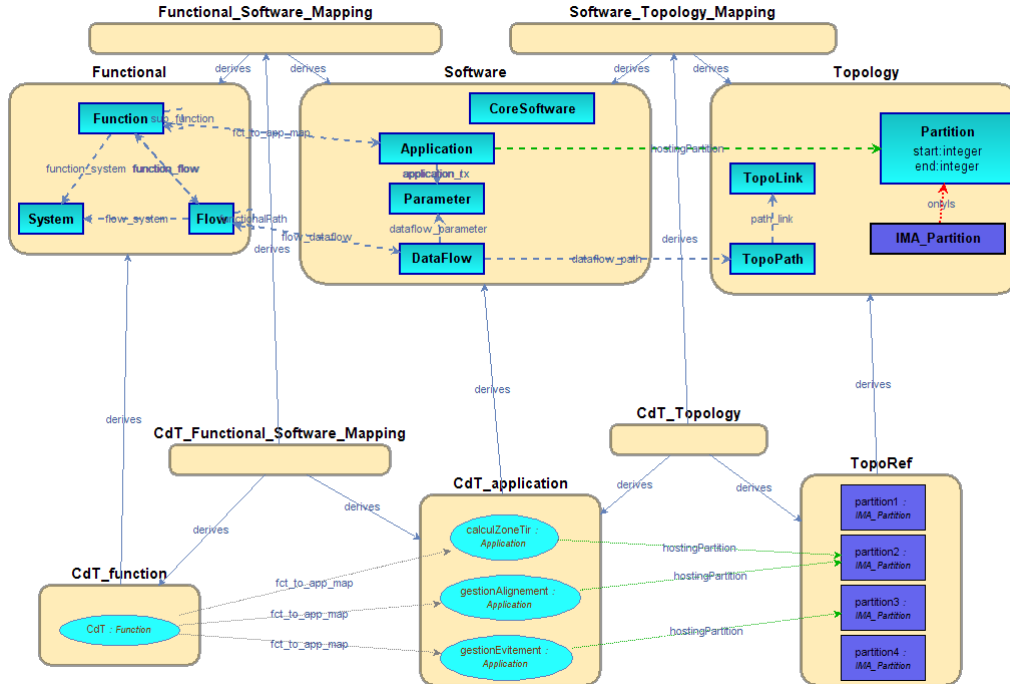 Functional_Software_Mapping
Software_Topology_Mapping
derives
derives
derives
derives
Functional
Software
Topology
Function
sub_function
fct_to_app_map
function_system
function_flow
System
flow_system
Flow
functionalPath
flow_dataflow
CoreSoftware
Application
application_tx
Parameter
dataflow_parameter
DataFlow
hostingPartition
dataflow_path
Partition
start:integer
end:integer
TopoLink
path_link
TopoPath
onlyIs
IMA_Partition
derives
derives
derives
derives
derives
CdT_Functional_Software_Mapping
CdT_Topology
derives
derives
derives
derives
CdT_function
CdT : Function
fct_to_app_map
fct_to_app_map
fct_to_app_map
CdT_application
calculZoneTir :
Application
gestionAlignement :
Application
gestionEvitement :
Application
hostingPartition
hostingPartition
hostingPartition
TopoRef
partition1 :
IMA_Partition
partition2 :
IMA_Partition
partition3 :
IMA_Partition
partition4 :
IMA_Partition